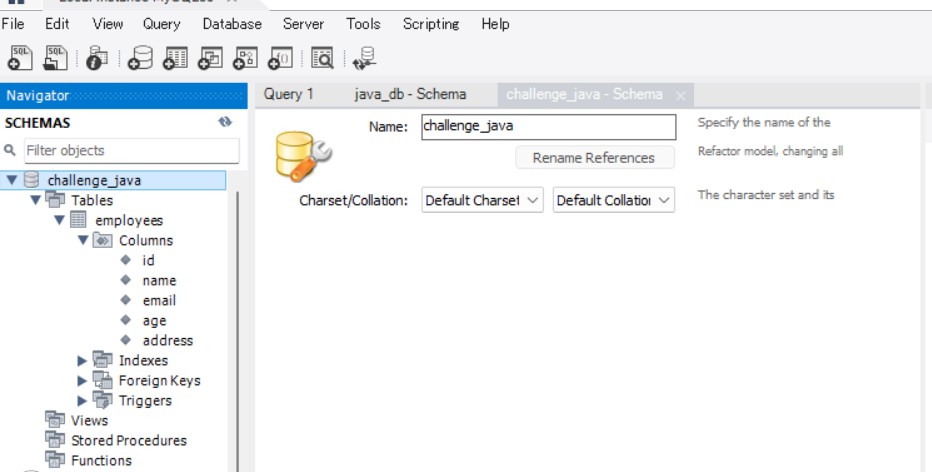 File Edit View Query Database Server Tools Scripting Help
SQL SQL
Navigator
SCHEMAS
Filter objects
challenge_java
Tables
employees
Columns
id
name
email
age
address
Indexes
Foreign Keys
Triggers
Views
Stored Procedures
Functions
Query 1 java_db - Schema challenge_java - Schema
Name: challenge_java Specify the name of the
Rename References Refactor model, changing all
Charset/Collation: Default Charset Default Collation The character set and its